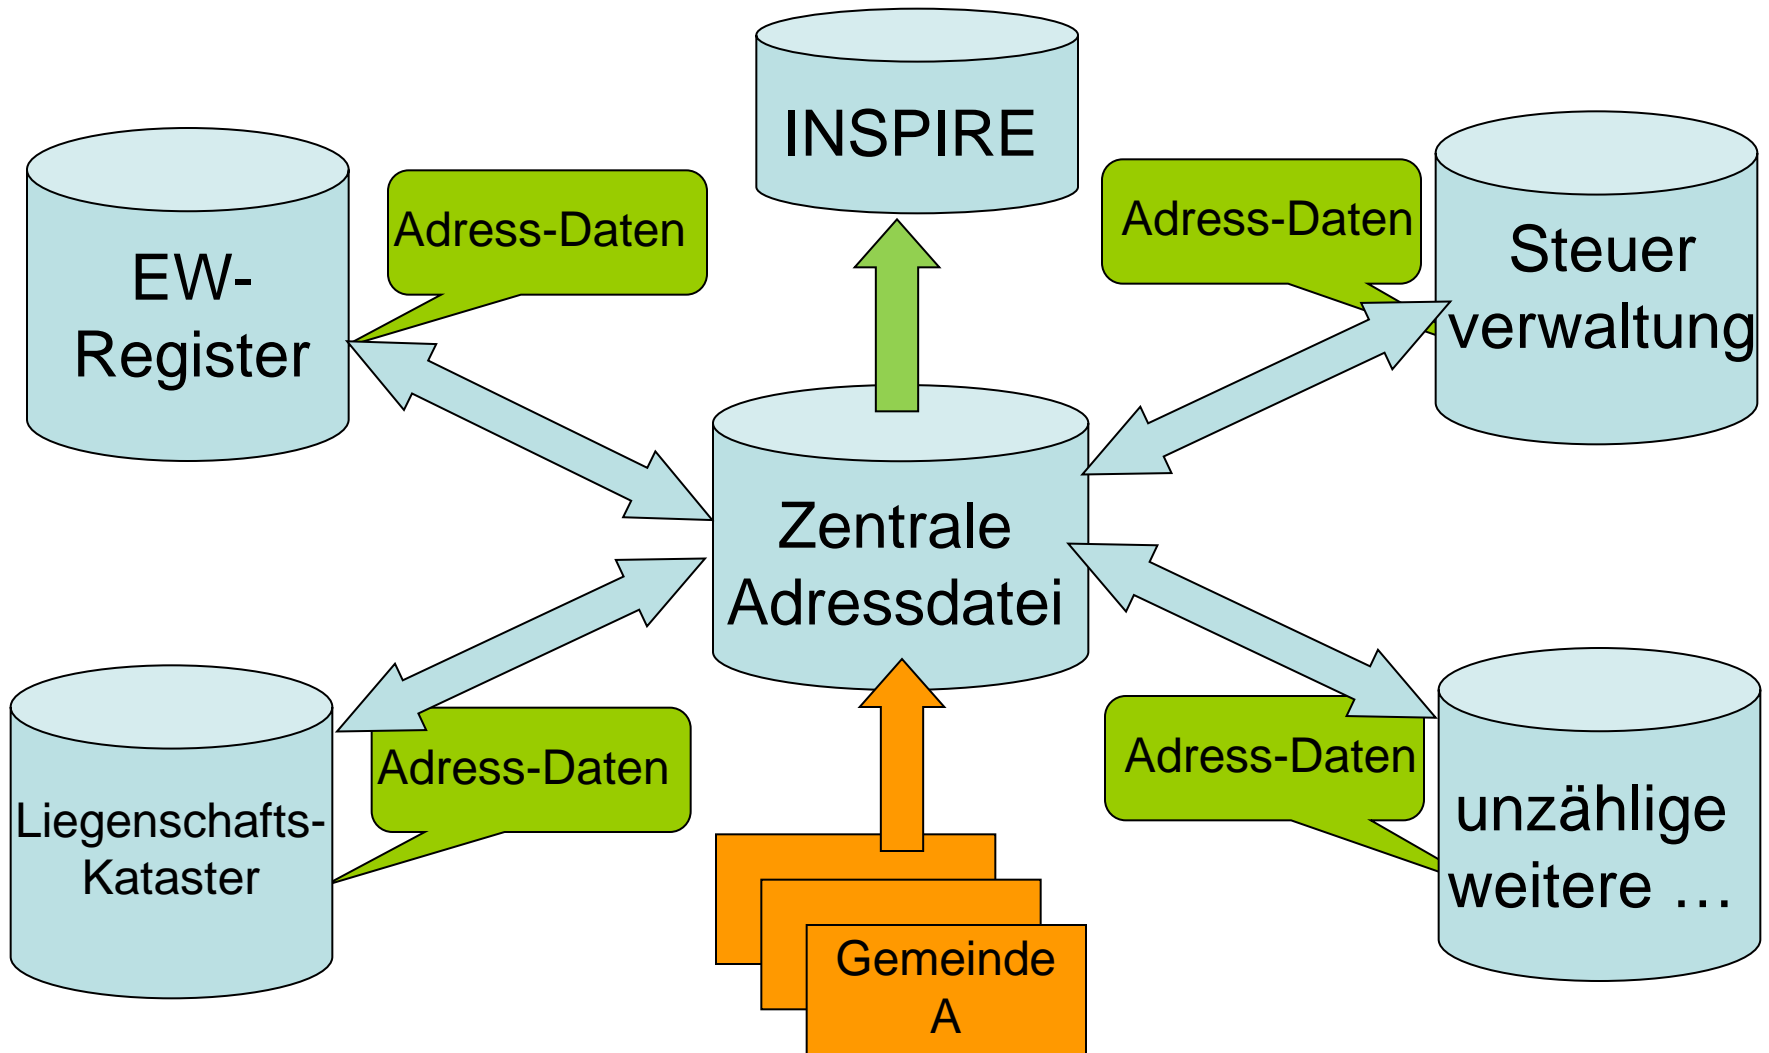 INSPIRE
Adress-Daten
Adress-Daten
EW-
Register
Steuer
verwaltung
Zentrale
Adressdatei
Adress-Daten
Adress-Daten
Liegenschafts-
Kataster
unzählige
weitere …
Gemeinde
A